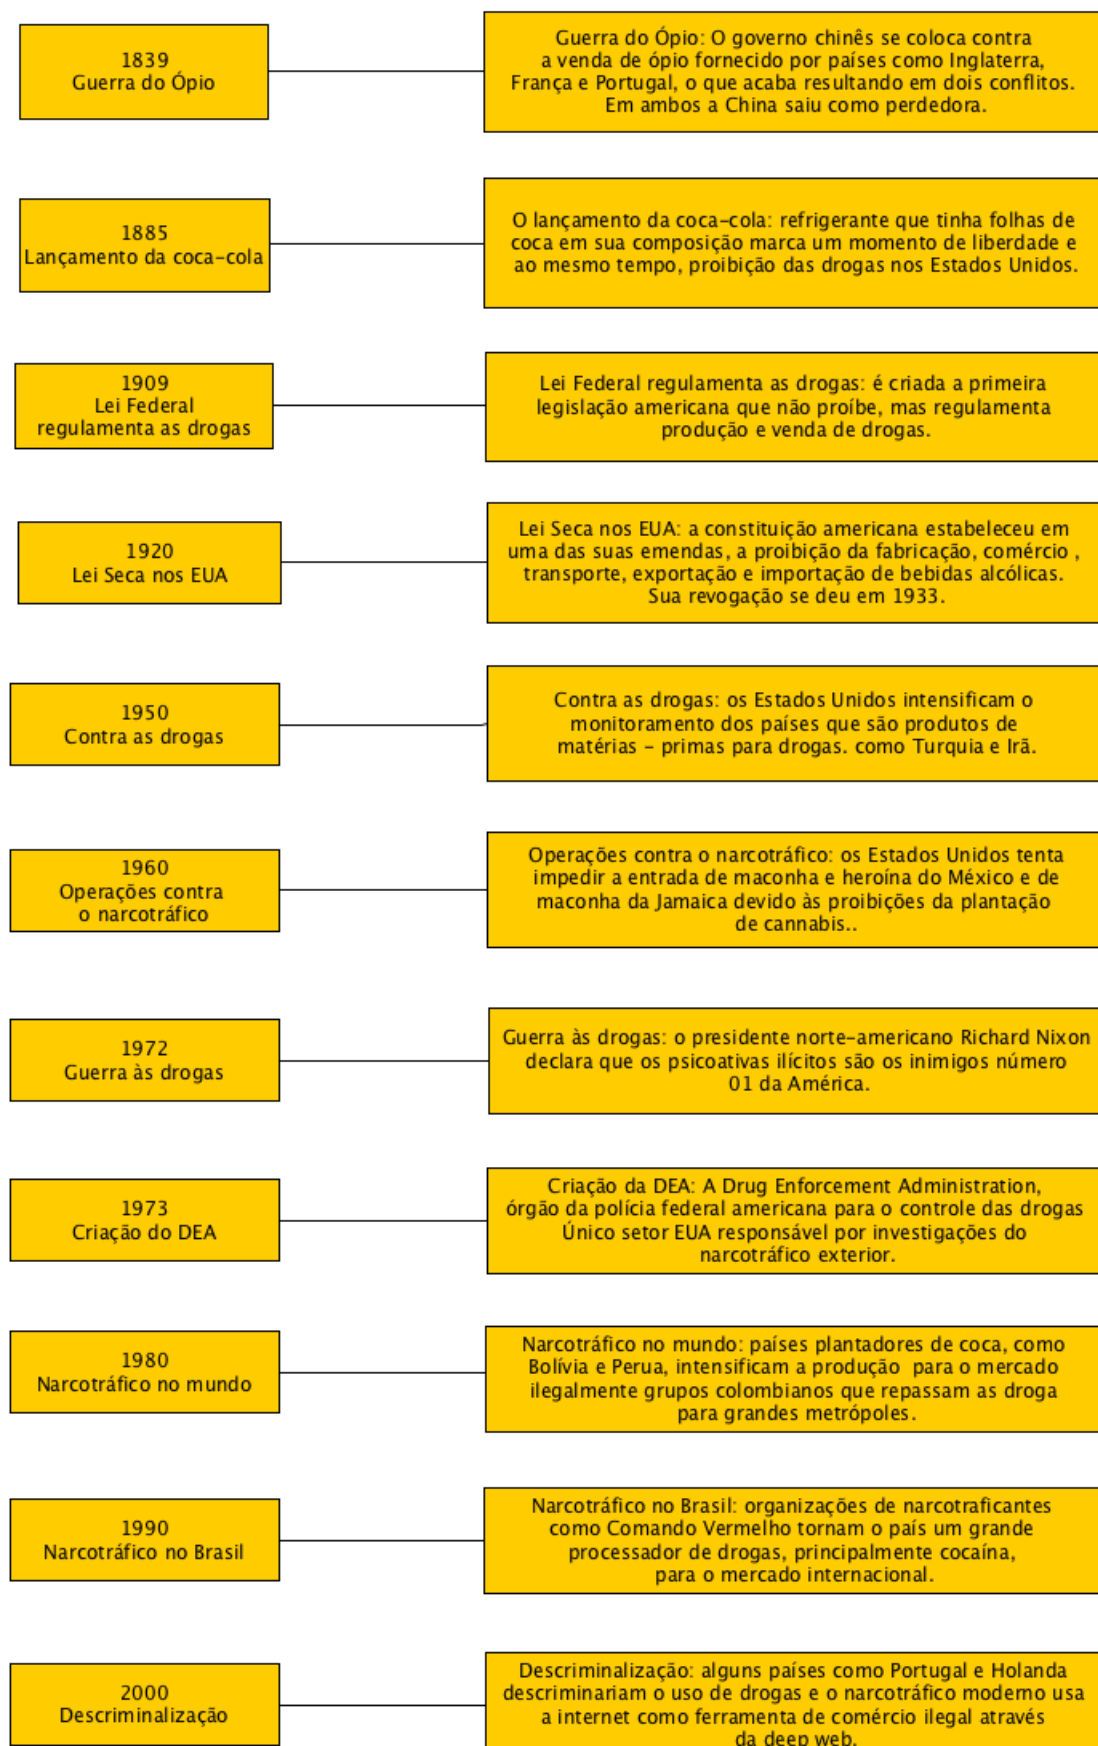 1839
Guerra do Ópio
Guerra do Ópio: O governo chinês se coloca contra
a venda de ópio fornecido por países como Inglaterra,
França e Portugal, o que acaba resultando em dois conflitos.
Em ambos a China saiu como perdedora.
1885
Lançamento da coca-cola
O lançamento da coca-cola: refrigerante que tinha folhas de
coca em sua composição marca um momento de liberdade e
ao mesmo tempo, proibição das drogas nos Estados Unidos.
1909
Lei Federal
regulamenta as drogas
Lei Federal regulamenta as drogas: é criada a primeira
legislação americana que não proíbe, mas regulamenta
produção e venda de drogas.
1920
Lei Seca nos EUA
Lei Seca nos EUA: a constituição americana estabeleceu em
uma das suas emendas, a proibição da fabricação, comércio ,
transporte, exportação e importação de bebidas alcólicas.
Sua revogação se deu em 1933.
1950
Contra as drogas
Contra as drogas: os Estados Unidos intensificam o
monitoramento dos países que são produtos de
matérias - primas para drogas. como Turquia e Irã.
1960
Operações contra
o narcotráfico
Operações contra o narcotráfico: os Estados Unidos tenta
impedir a entrada de maconha e heroína do México e de
maconha da Jamaica devido às proibições da plantação
de cannabis..
1972
Guerra às drogas
Guerra às drogas: o presidente norte-americano Richard Nixon
declara que os psicoativas ilícitos são os inimigos número
01 da América.
1973
Criação do DEA
Criação da DEA: A Drug Enforcement Administration,
órgão da polícia federal americana para o controle das drogas
Único setor EUA responsável por investigações do
narcotráfico exterior.
1980
Narcotráfico no mundo
Narcotráfico no mundo: países plantadores de coca, como
Bolívia e Perua, intensificam a produção  para o mercado
ilegalmente grupos colombianos que repassam as droga
para grandes metrópoles.
1990
Narcotráfico no Brasil
Narcotráfico no Brasil: organizações de narcotraficantes
como Comando Vermelho tornam o país um grande
processador de drogas, principalmente cocaína,
para o mercado internacional.
2000
Descriminalização
Descriminalização: alguns países como Portugal e Holanda
descriminariam o uso de drogas e o narcotráfico moderno usa
a internet como ferramenta de comércio ilegal através
da deep web.